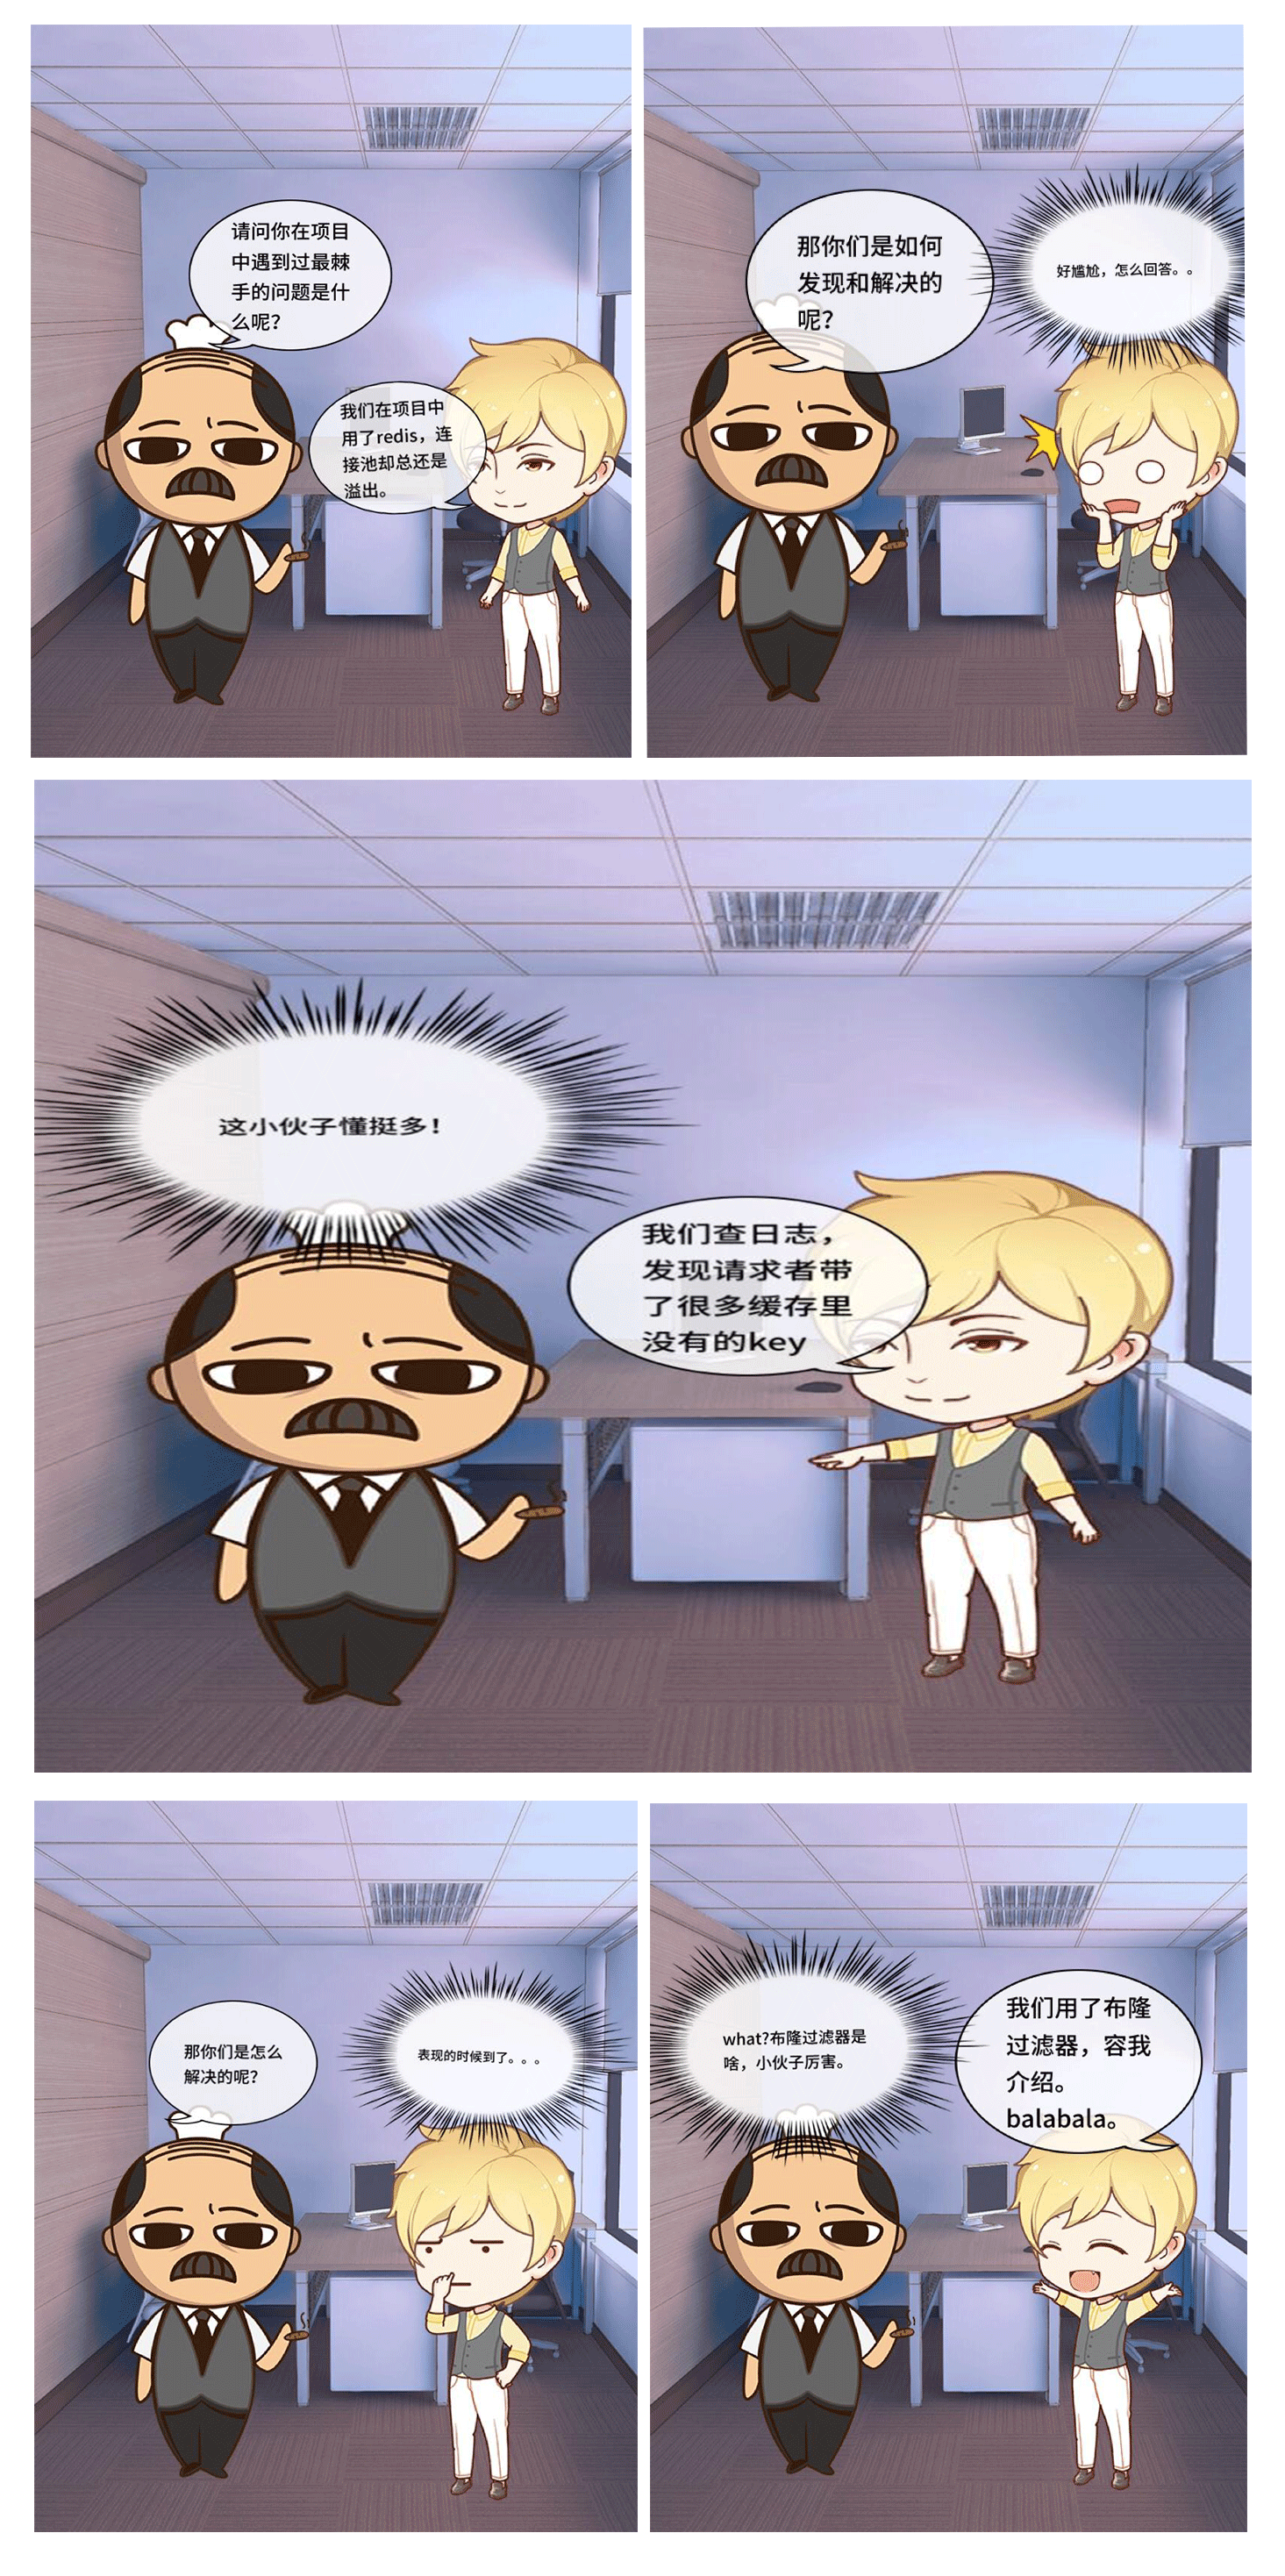 请问你在项目
中遇到过最棘
手的问题是什
么呢？
我们在项目中
用了redis，连
接池却总还是
溢出。
那你们是如何
发现和解决的
呢？
好尴尬，怎么回答。。
这小伙子懂挺多！
我们查日志，
发现请求者带
了很多缓存里
没有的key
那你们是怎么
解决的呢？
表现的时候到了。。。
what?布隆过滤器是
啥，小伙子厉害。
我们用了布隆
过滤器，容我
介绍。
balabala。